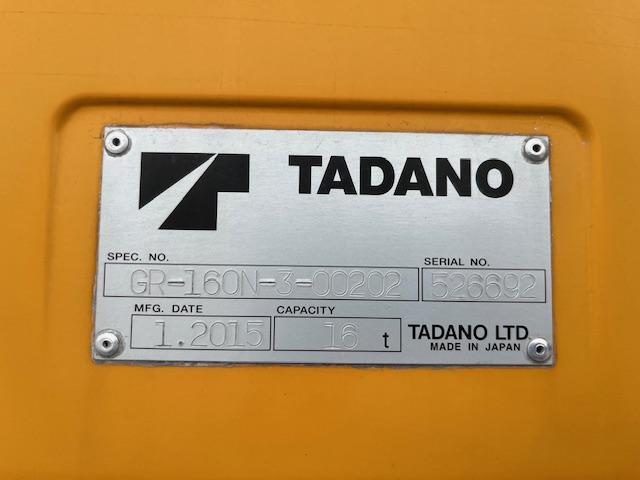 TADANO
SPEC. NO. SERIAL NO.
GR-160N-3-00202 526692
MFG. DATE CAPACITY
1.2015 16 t TADANO LTD.
MADE IN JAPAN